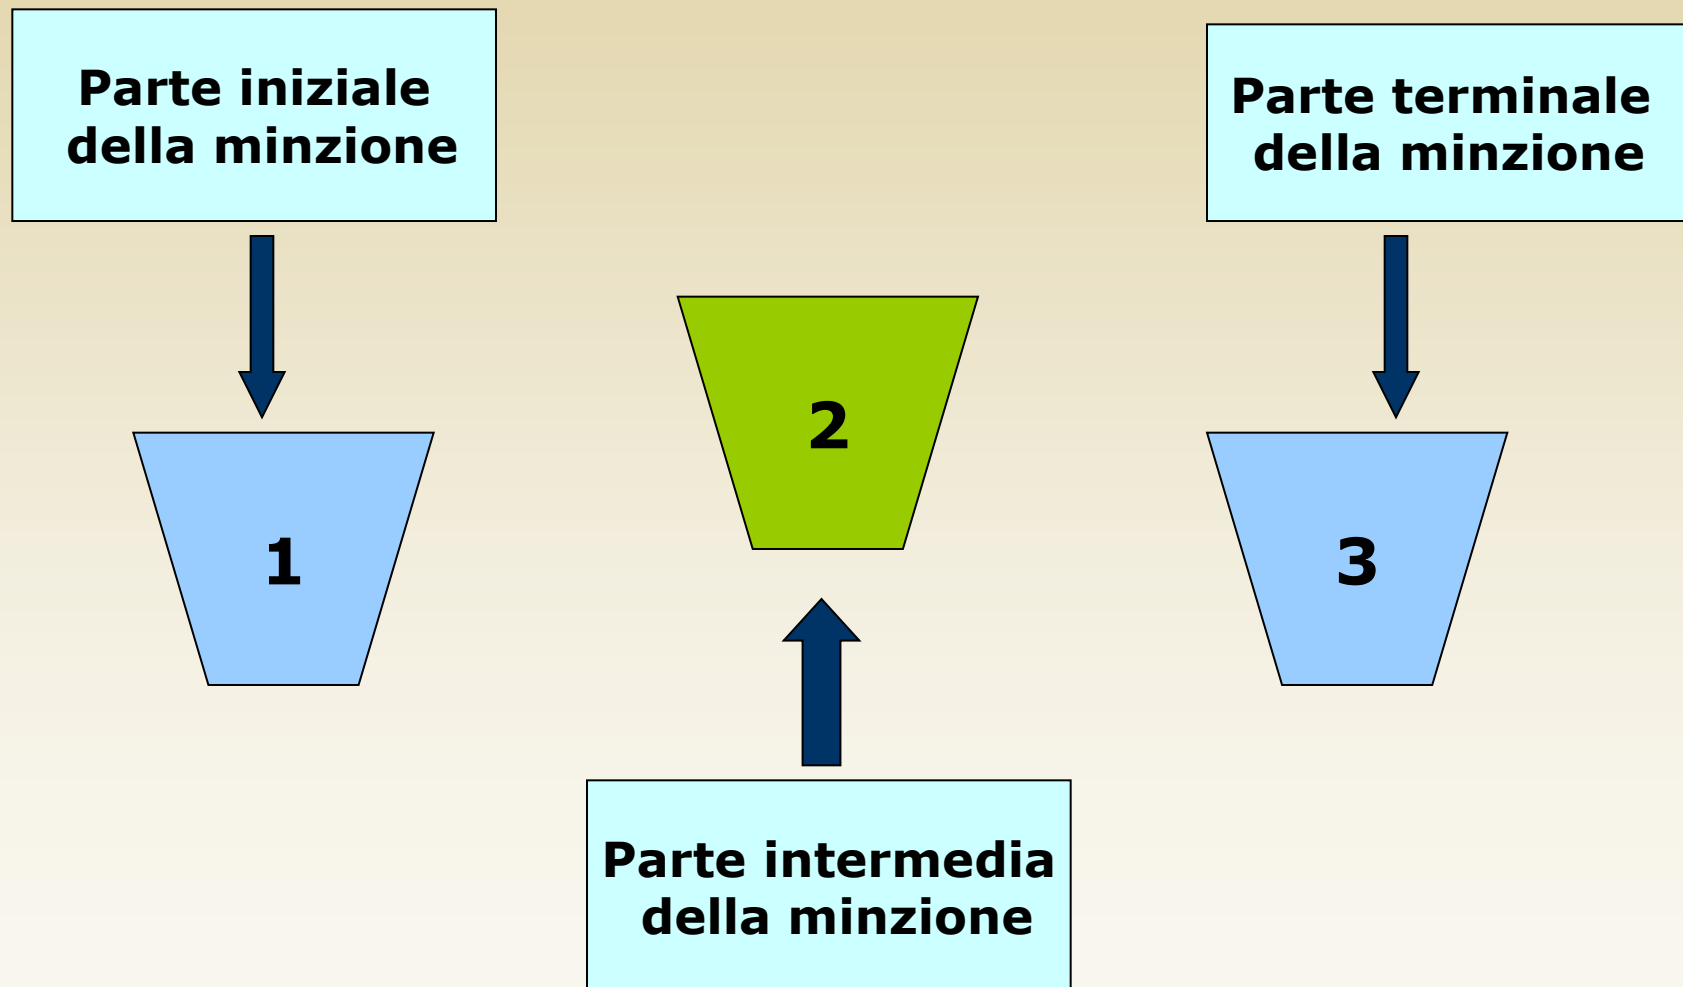 Parte iniziale
della minzione
Parte terminale
della minzione
2
1
3
Parte intermedia
della minzione